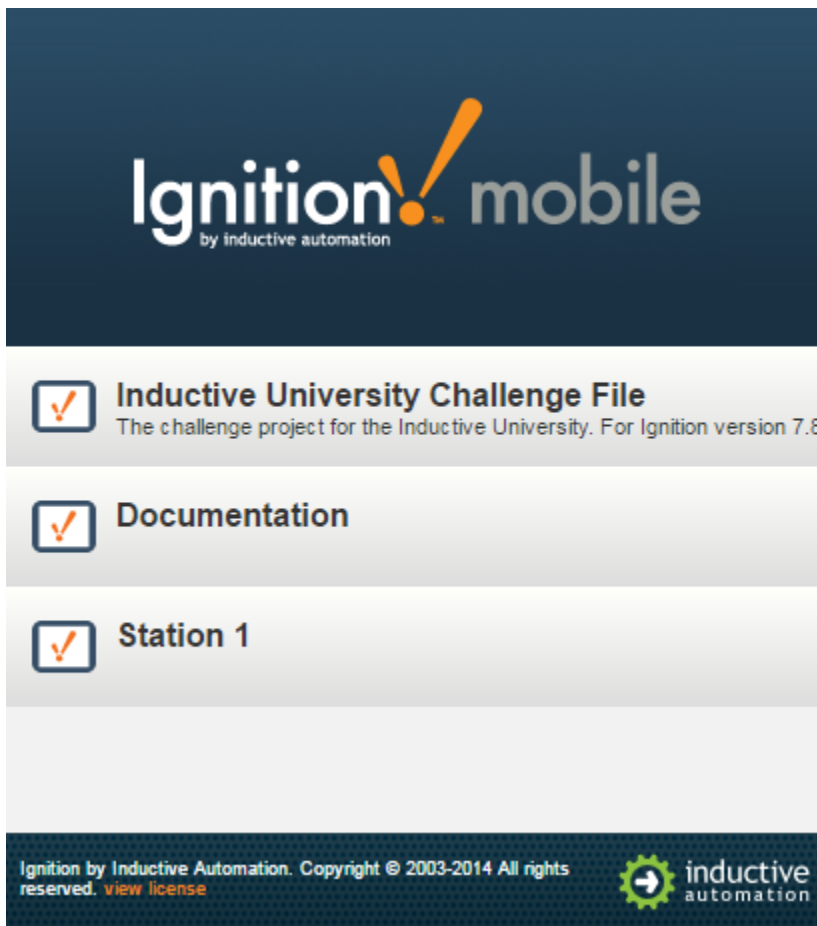 Ignition! mobile
by inductive automation
Inductive University Challenge File
The challenge project for the Inductive University. For Ignition version 7.8
Documentation
Station 1
Ignition by Inductive Automation. Copyright © 2003-2014 All rights
reserved. view license
inductive
automation